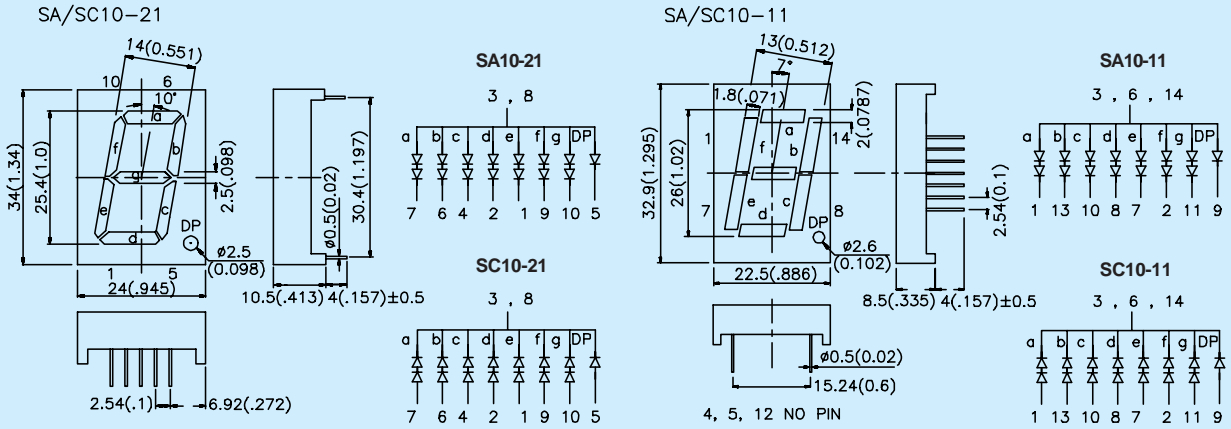 SA/SC10-21
14(0.551)
10 6
10°
a
f b
g
e c
d
DP
1 5
34(1.34)
25.4(1.0)
2.5(0.098)
ø2.5
(0.098)
24(.945)
ø0.5(0.02)
30.4(1.197)
10.5(.413) 4(.157)±0.5
2.54(.1) 6.92(.272)
SA10-21
3 , 8
a b c d e f g DP
7 6 4 2 1 9 10 5
SC10-21
3 , 8
a b c d e f g DP
7 6 4 2 1 9 10 5
SA/SC10-11
13(0.512)
7°
1.8(.071)
2(.0787)
1 a 14
f b
7 e c 8
d
DP
32.9(1.295)
26(1.02)
ø2.6
(0.102)
22.5(.886)
2.54(0.1)
8.5(.335) 4(.157)±0.5
ø0.5(0.02)
15.24(0.6)
4, 5, 12 NO PIN
SA10-11
3 , 6 , 14
a b c d e f g DP
1 13 10 8 7 2 11 9
SC10-11
3 , 6 , 14
a b c d e f g DP
1 13 10 8 7 2 11 9